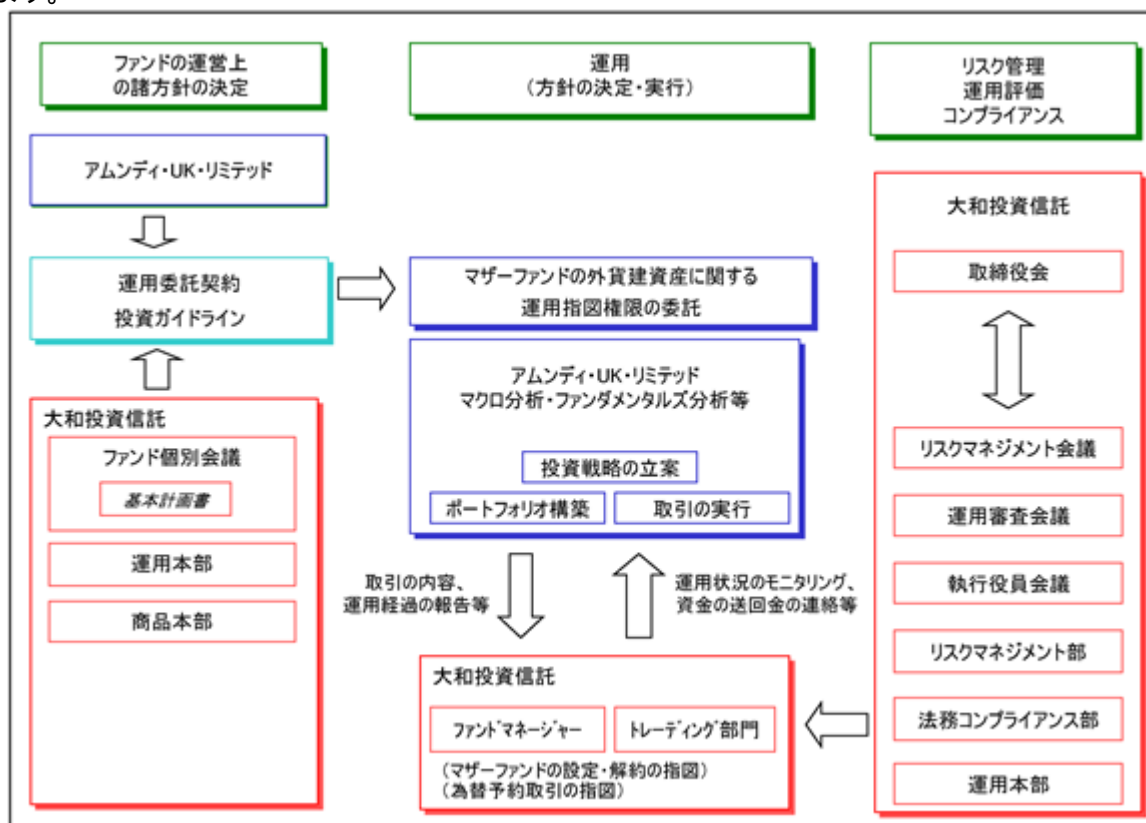 ます。
ファンドの運営上
の諸方針の決定
運用
(方針の決定・実行)
リスク管理
運用評価
コンプライアンス
アムンディ・UK・リミテッド
運用委託契約
投資ガイドライン
マザーファンドの外貨建資産に関する
運用指図権限の委託
アムンディ・UK・リミテッド
マクロ分析・ファンダメンタルズ分析等
投資戦略の立案
ポートフォリオ構築
取引の実行
大和投資信託
ファンド個別会議
基本計画書
運用本部
商品本部
取引の内容、
運用経過の報告等
運用状況のモニタリング、
資金の送回金の連絡等
大和投資信託
ファンドマネージャー
トレーディング部門
(マザーファンドの設定・解約の指図)
(為替予約取引の指図)
大和投資信託
取締役会
リスクマネジメント会議
運用審査会議
執行役員会議
リスクマネジメント部
法務コンプライアンス部
運用本部